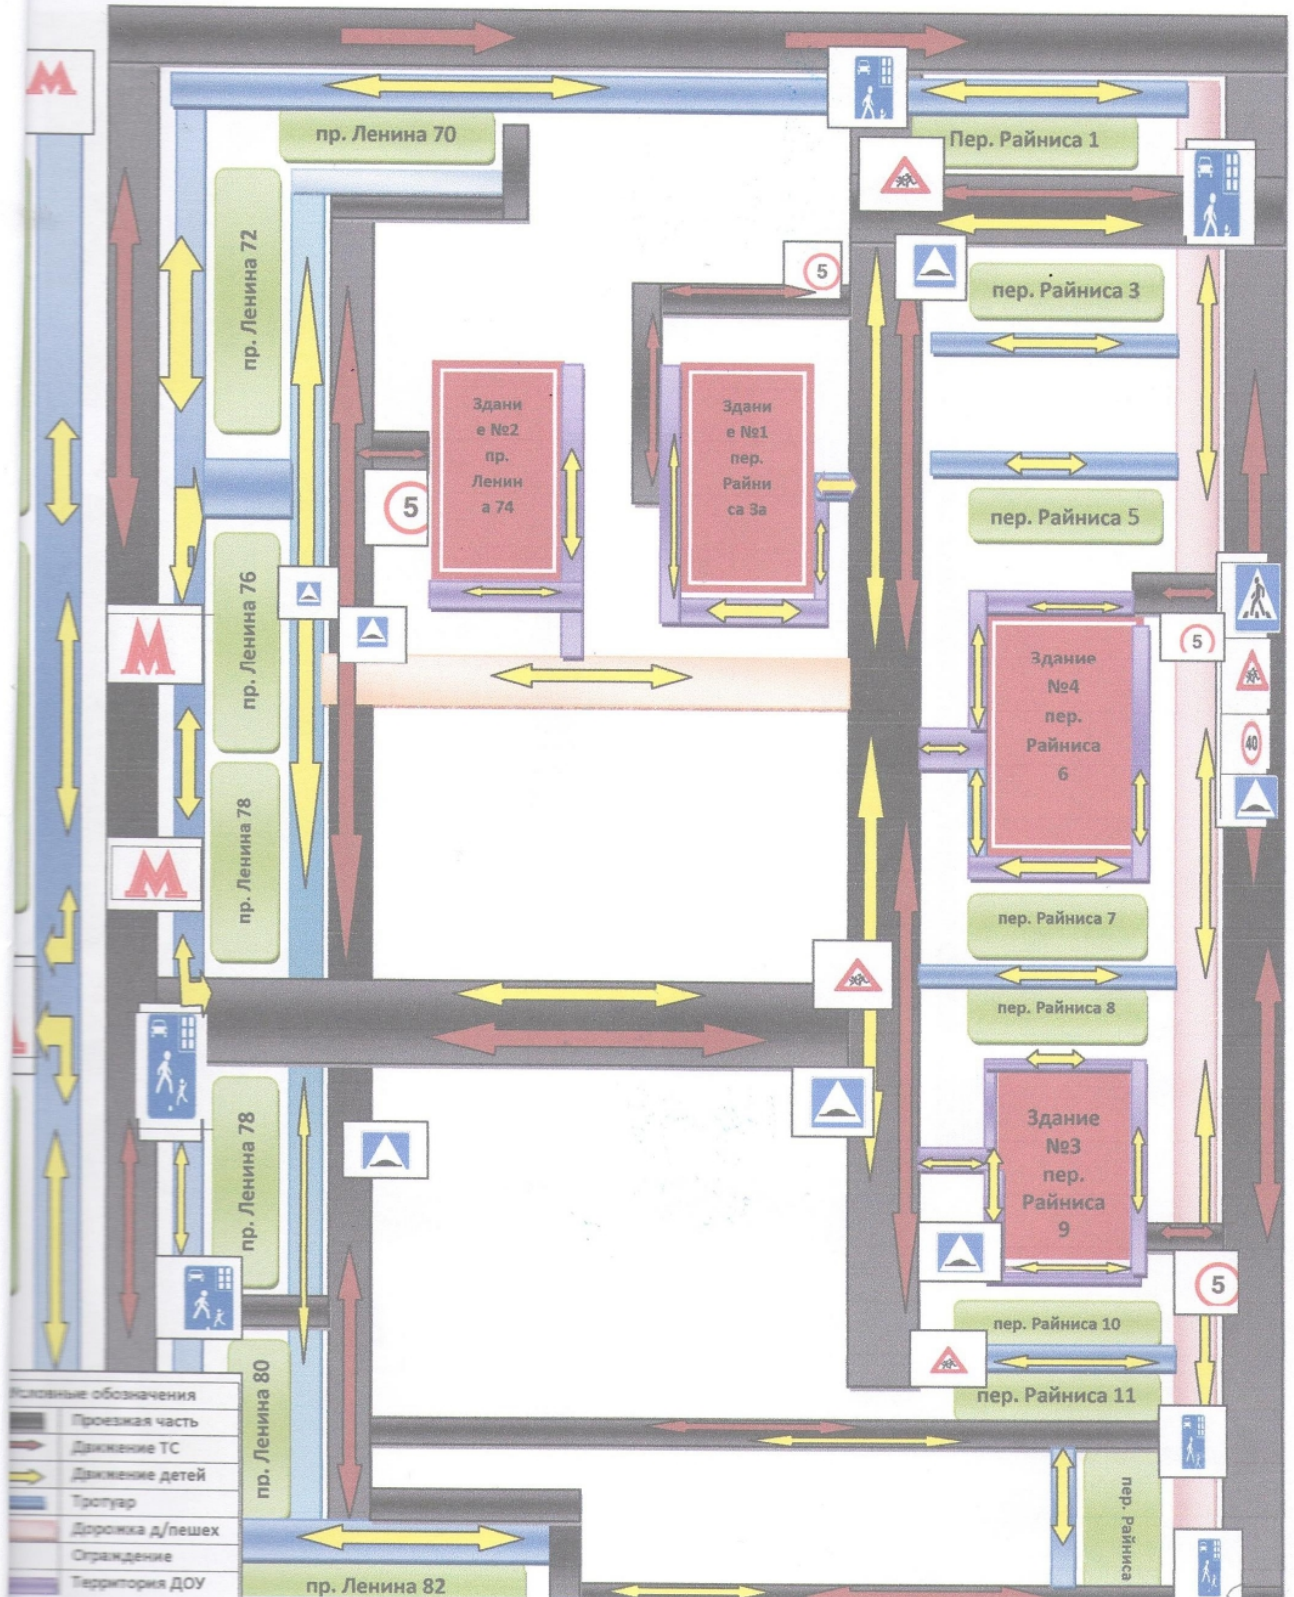 М
пр. Ленина 70
Пер. Райниса 1
пр. Ленина 72
5
пер. Райниса 3
Здани
е №2
пр.
Ленин
а 74
Здани
е №1
пер.
Райни
са 3а
5
пер. Райниса 5
пр. Ленина 76
М
5
Здание
№4
пер.
Райниса
6
40
пр. Ленина 78
М
пер. Райниса 7
пер. Райниса 8
пр. Ленина 78
Здание
№3
пер.
Райниса
9
5
пер. Райниса 10
пер. Райниса 11
пр. Ленина 80
Условные обозначения
Проезжая часть
Движение ТС
Движение детей
Тротуар
Дорожка д/пешех
Ограждение
Территория ДОУ
пер. Райниса
пр. Ленина 82